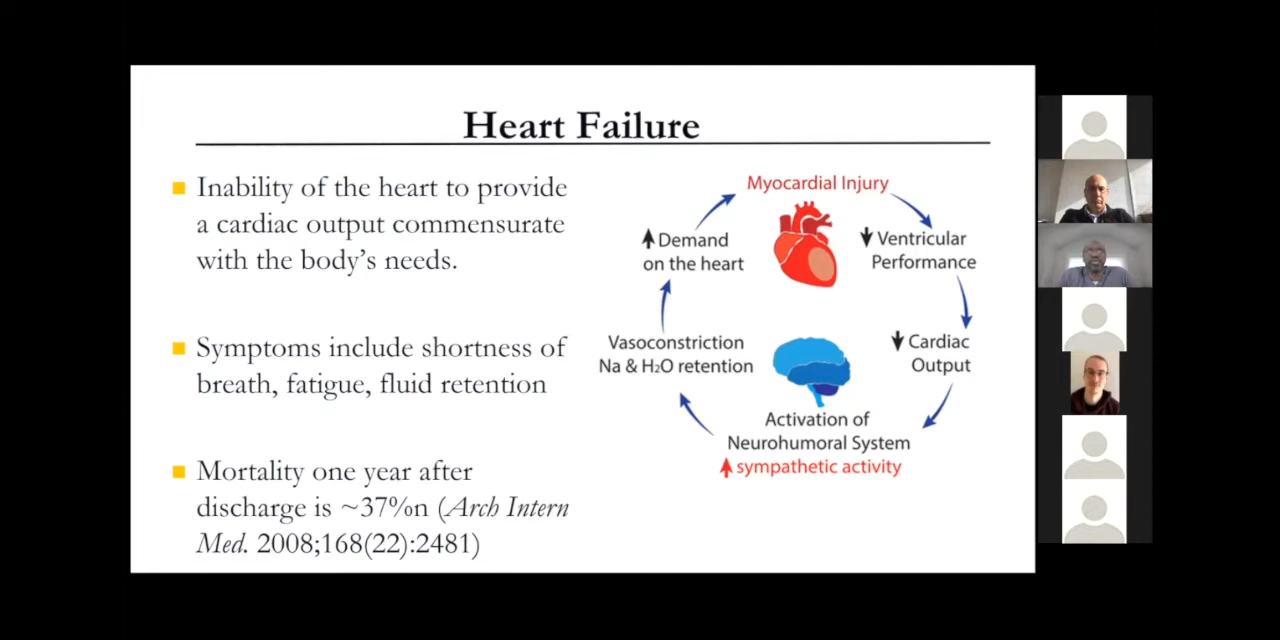 Heart Failure
Inability of the heart to provide
a cardiac output commensurate
with the body's needs.
Symptoms include shortness of
breath, fatigue, fluid retention
Mortality one year after
discharge is ~37%n (Arch Intern
Med. 2008;168(22):2481)
Myocardial Injury
Ventricular
Performance
Cardiac
Output
Activation of
Neurohumoral System
sympathetic activity
Vasoconstriction
Na & H₂O retention
Demand
on the heart